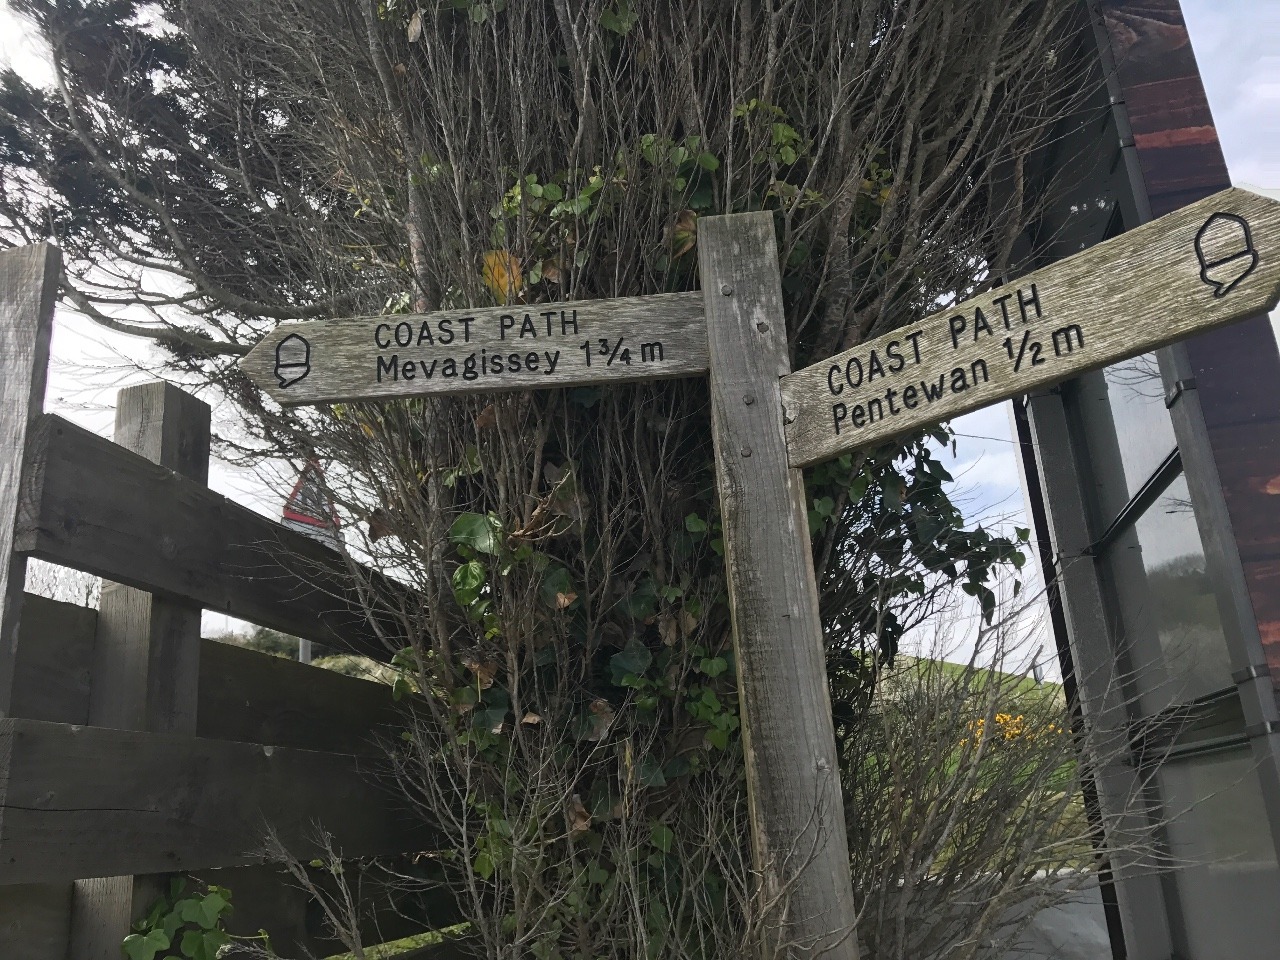 COAST PATH
Mevagissey 1¾ m
COAST PATH
Pentewan ½ m